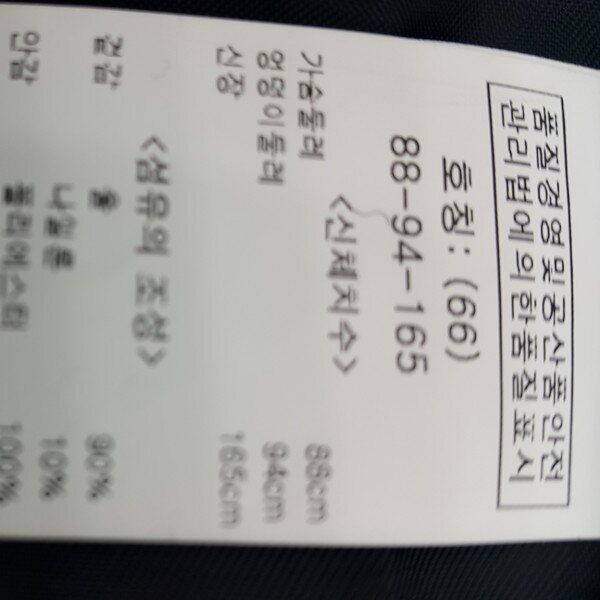 품질경영및공산품안전
관리법에의한품질표시
호칭: (66)
88-94-165
<신체치수>
가슴둘레 88cm
엉덩이둘레 94cm
신장 165cm
<섬유의 조성>
겉감 울 90%
나일론 10%
안감 폴리에스터 100%